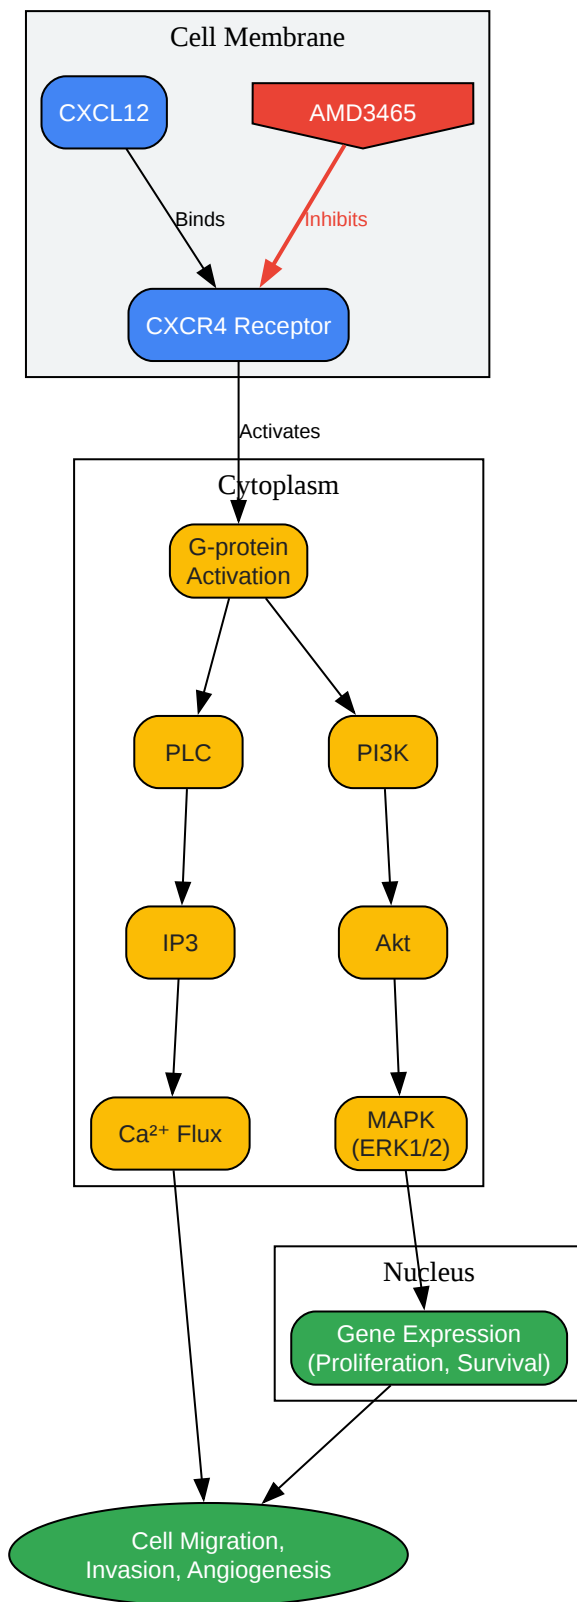 Cell Membrane
CXCL12
AMD3465
Binds
Inhibits
CXCR4 Receptor
Activates
Cytoplasm
G-protein
Activation
PLC
PI3K
IP3
Akt
Ca²⁺ Flux
MAPK
(ERK1/2)
Nucleus
Gene Expression
(Proliferation, Survival)
Cell Migration,
Invasion, Angiogenesis